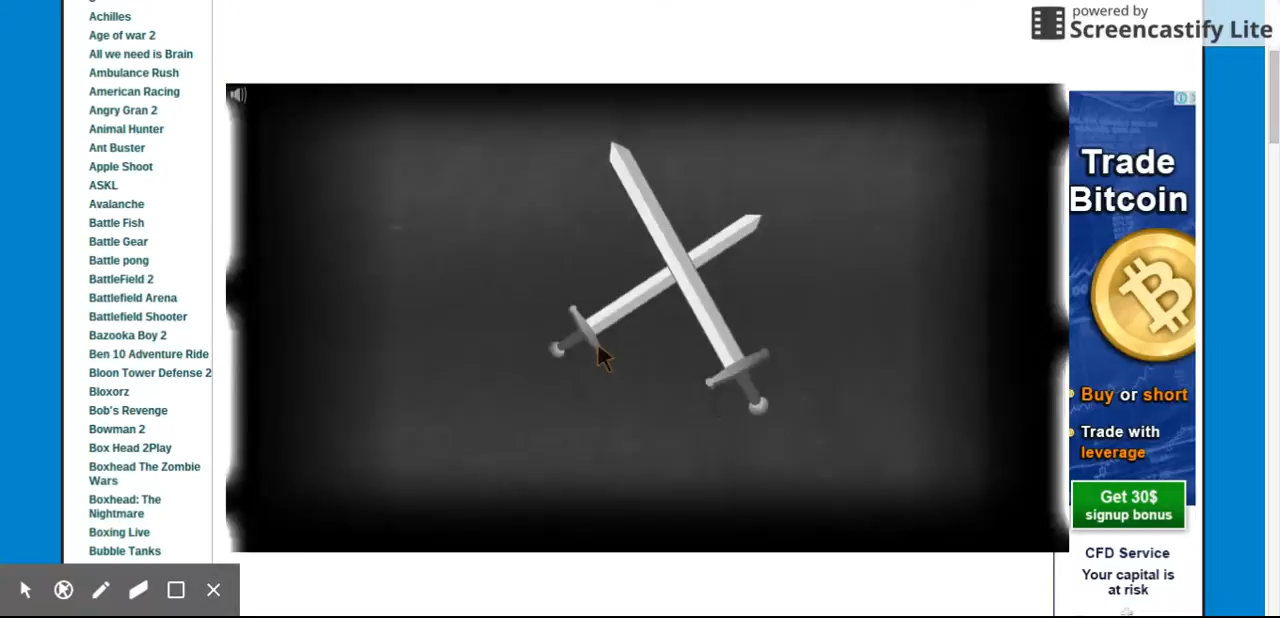 powered by
Screencastify Lite
Achilles
Age of war 2
All we need is Brain
Ambulance Rush
American Racing
Angry Gran 2
Animal Hunter
Ant Buster
Apple Shoot
ASKL
Avalanche
Battle Fish
Battle Gear
Battle pong
BattleField 2
Battlefield Arena
Battlefield Shooter
Bazooka Boy 2
Ben 10 Adventure Ride
Bloon Tower Defense 2
Bloxorz
Bob's Revenge
Bowman 2
Box Head 2Play
Boxhead The Zombie
Wars
Boxhead: The
Nightmare
Boxing Live
Bubble Tanks
Trade
Bitcoin
Buy or short
Trade with
leverage
Get 30$
signup bonus
CFD Service
Your capital is
at risk